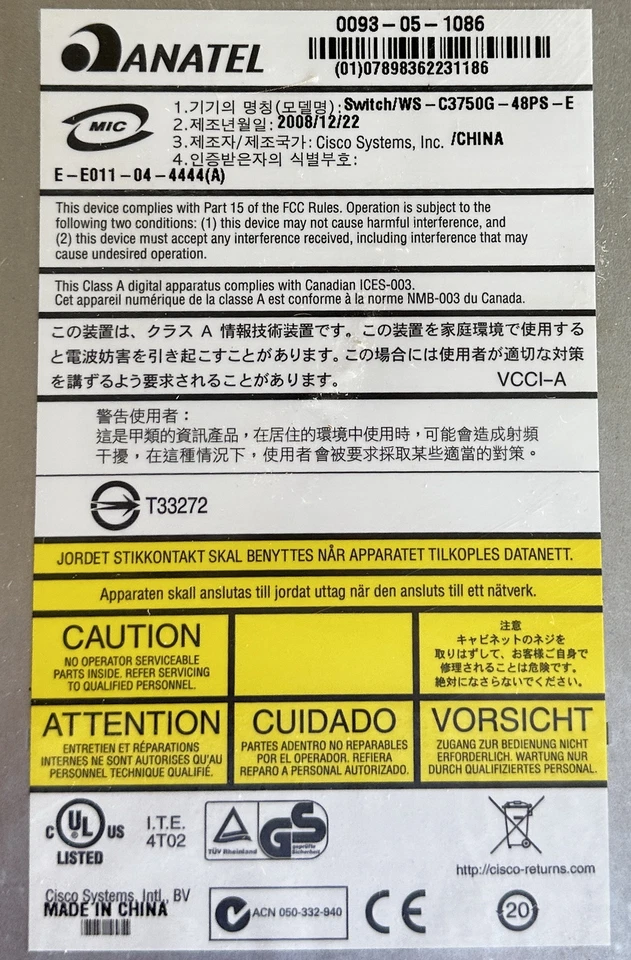 ANATEL
0093-05-1086
(01)07898362231186
MIC
1.기기의 명칭(모델명): Switch/WS-C3750G-48PS-E
2.제조년월일: 2008/12/22
3.제조자/제조국가: Cisco Systems, Inc. /CHINA
4.인증받은자의 식별부호:
E-E011-04-4444(A)
This device complies with Part 15 of the FCC Rules. Operation is subject to the
following two conditions: (1) this device may not cause harmful interference, and
(2) this device must accept any interference received, including interference that may
cause undesired operation.
This Class A digital apparatus complies with Canadian ICES-003.
Cet appareil numérique de la classe A est conforme à la norme NMB-003 du Canada.
この装置は、クラス A 情報技術装置です。この装置を家庭環境で使用する
と電波妨害を引き起こすことがあります。この場合には使用者が適切な対策
を講ずるよう要求されることがあります。 VCCI-A
警告使用者：
這是甲類的資訊產品，在居住的環境中使用時，可能會造成射頻
干擾，在這種情況下，使用者會被要求採取某些適當的對策。
T33272
JORDET STIKKONTAKT SKAL BENYTTES NÅR APPARATET TILKOPLES DATANETT.
Apparaten skall anslutas till jordat uttag när den ansluts till ett nätverk.
CAUTION
NO OPERATOR SERVICEABLE
PARTS INSIDE. REFER SERVICING
TO QUALIFIED PERSONNEL.
注意
キャビネットのネジを
取りはずして、お客様ご自身で
修理されることは危険です。
絶対になさらないでください。
ATTENTION
ENTRETIEN ET RÉPARATIONS
INTERNES NE SONT AUTORISES QU'AU
PERSONNEL TECHNIQUE QUALIFIÉ.
CUIDADO
PARTES ADENTRO NO REPARABLES
POR EL OPERADOR. REFIERA
REPARO A PERSONAL AUTORIZADO.
VORSICHT
ZUGANG ZUR BEDIENUNG NICHT
ERFORDERLICH. WARTUNG NUR
DURCH QUALIFIZIERTES PERSONAL.
C UL US
LISTED
I.T.E.
4T02
TÜV Rheinland
GS
geprüfte
Sicherheit
http://cisco-returns.com
Cisco Systems, Intl., BV
MADE IN CHINA
ACN 050-332-940
CE
20